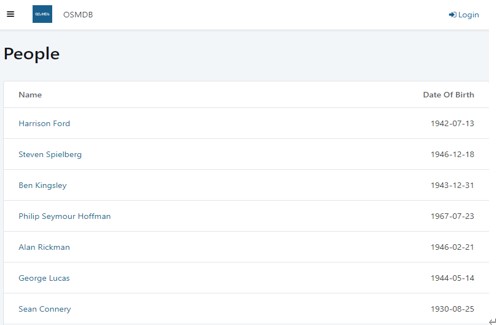 OSMDB
Login
People
Name Date Of Birth
Harrison Ford 1942-07-13
Steven Spielberg 1946-12-18
Ben Kingsley 1943-12-31
Philip Seymour Hoffman 1967-07-23
Alan Rickman 1946-02-21
George Lucas 1944-05-14
Sean Connery 1930-08-25